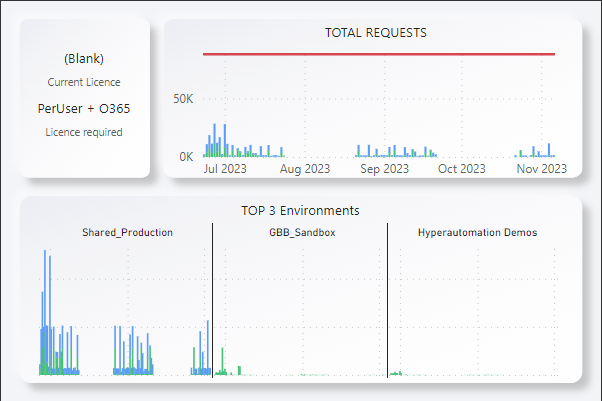 (Blank)
Current Licence
PerUser + O365
Licence required
TOTAL REQUESTS
50K
0K
Jul 2023 Aug 2023 Sep 2023 Oct 2023 Nov 2023
TOP 3 Environments
Shared_Production GBB_Sandbox Hyperautomation Demos